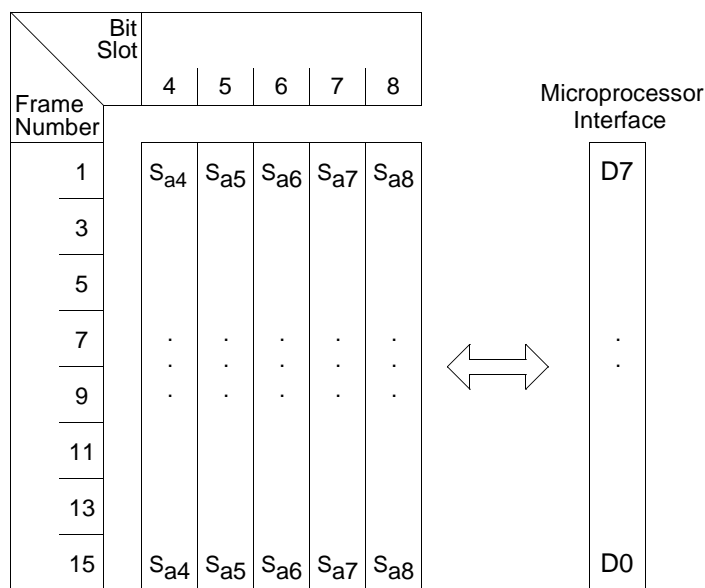 Bit
Slot
4 5 6 7 8
Frame
Number
Microprocessor
Interface
1 Sa4 Sa5 Sa6 Sa7 Sa8 D7
3
5
7 . . . . . .
. . . . . .
9 . . . . .
11
13
15 Sa4 Sa5 Sa6 Sa7 Sa8 D0